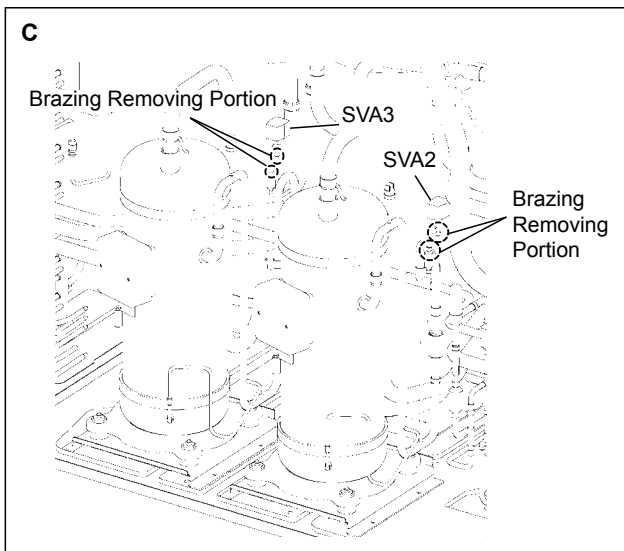 C
Brazing Removing Portion
SVA3
SVA2
Brazing
Removing
Portion